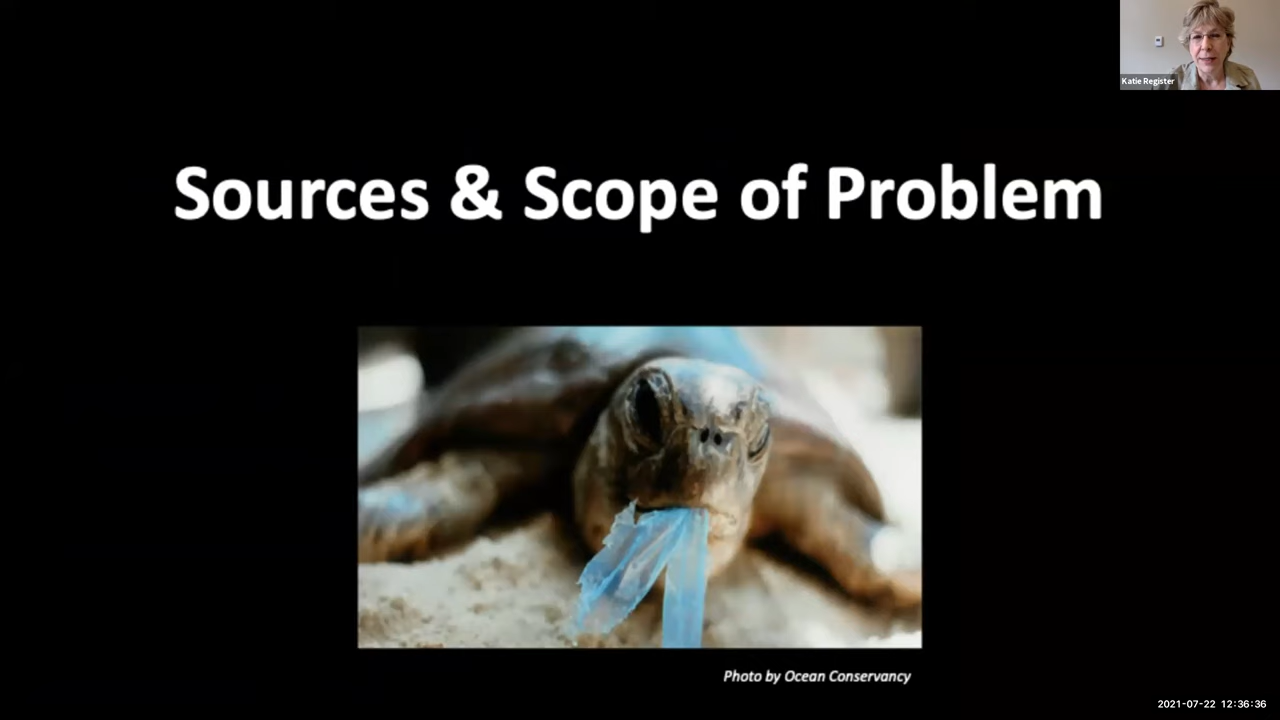 Katie Register
Sources & Scope of Problem
Photo by Ocean Conservancy
2021-07-22 12:36:36